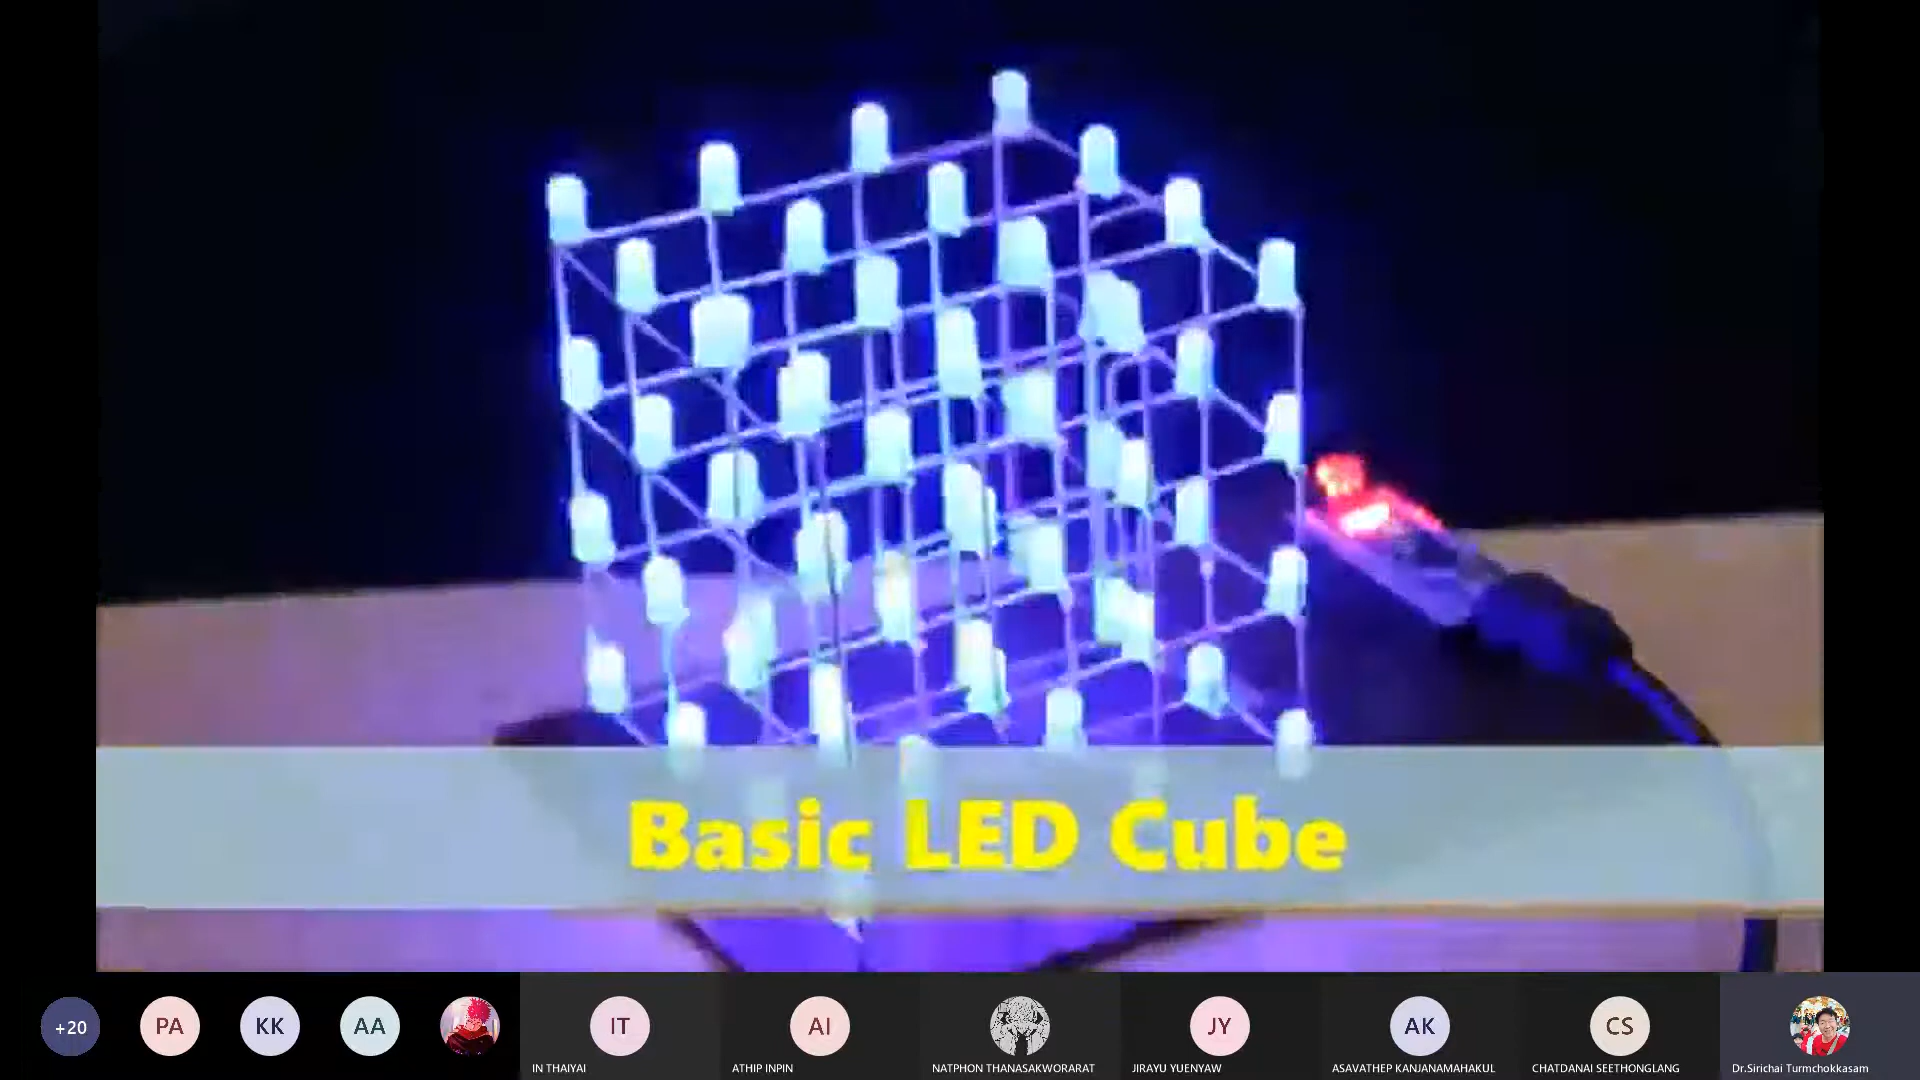 Basic LED Cube
+20
PA
KK
AA
IT
AI
JY
AK
CS
IN THAIYAI
ATHIP INPIN
NATPHON THANASAKWORARAT
JIRAYU YUENYAW
ASAVATHEP KANJANAMAHAKUL
CHATDANAI SEETHONGLANG
Dr.Sirichai Turmchokkasam